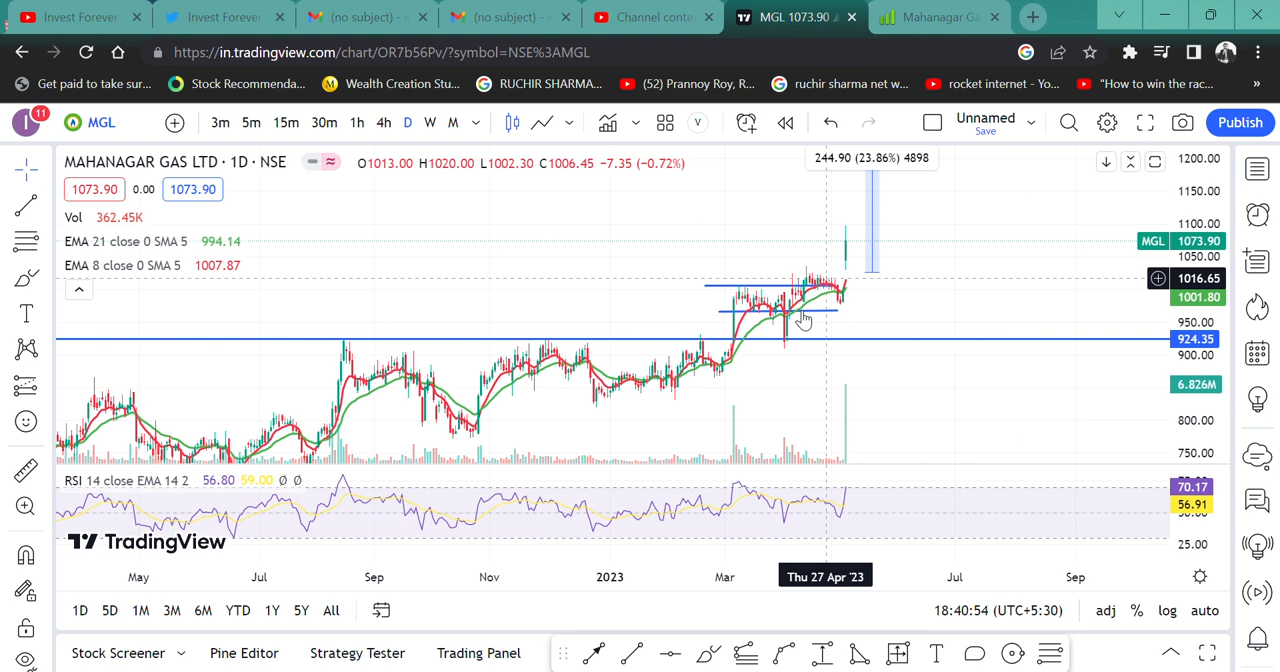 Invest Forever
Invest Forever
(no subject) -
(no subject) -
Channel conte
MGL 1073.90
Mahanagar Ga
https://in.tradingview.com/chart/OR7b56Pv/?symbol=NSE%3AMGL
Get paid to take sur...
Stock Recommenda...
Wealth Creation Stu...
RUCHIR SHARMA...
(52) Prannoy Roy, R...
ruchir sharma net w...
rocket internet - Yo...
"How to win the rac...
»
I
11
MGL
3m 5m 15m 30m 1h 4h D W M
V
Unnamed
Save
Publish
MAHANAGAR GAS LTD · 1D · NSE
O1013.00 H1020.00 L1002.30 C1006.45 -7.35 (-0.72%)
244.90 (23.86%) 4898
1073.90 0.00 1073.90
Vol 362.45K
EMA 21 close 0 SMA 5 994.14
EMA 8 close 0 SMA 5 1007.87
1200.00
1150.00
1100.00
MGL 1073.90
1050.00
1016.65
1001.80
950.00
924.35
900.00
6.826M
800.00
750.00
RSI 14 close EMA 14 2 56.80 59.00 Ø Ø
70.17
56.91
25.00
TradingView
May Jul Sep Nov 2023 Mar Thu 27 Apr '23 Jul Sep
1D 5D 1M 3M 6M YTD 1Y 5Y All
18:40:54 (UTC+5:30) adj % log auto
Stock Screener Pine Editor Strategy Tester Trading Panel